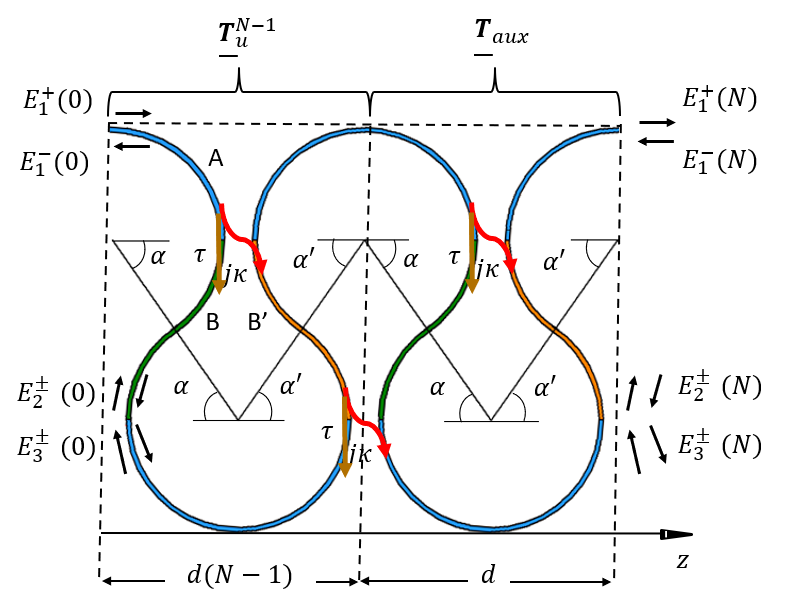 T_u^{N-1} T_aux
E_1^+(0) E_1^+(N)
E_1^-(0) A E_1^-(N)
α τ jκ α′ α τ jκ α′
B B′
E_2^± (0) α α′ α α′ E_2^± (N)
E_3^± (0) τ jκ E_3^± (N)
z
d(N−1) d